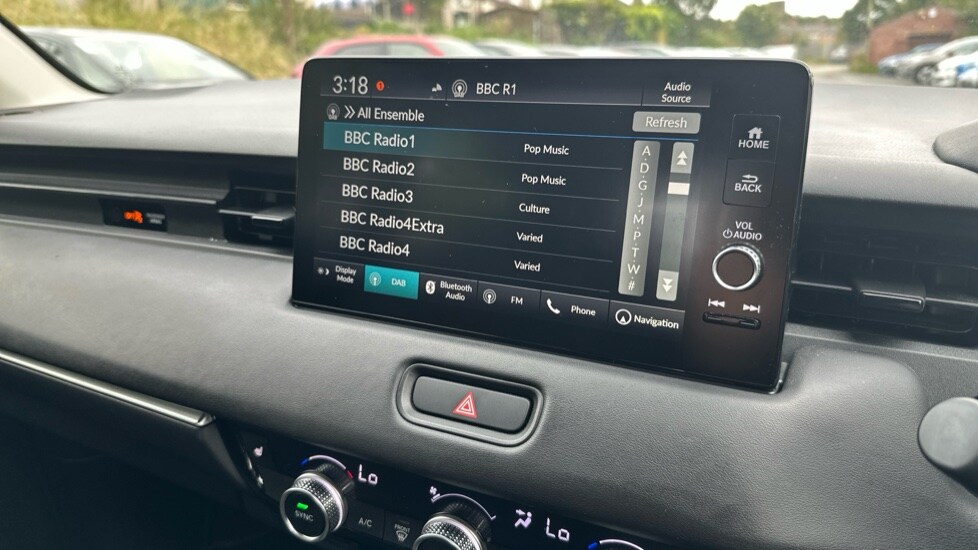 3:18 BBC R1 Audio Source
All Ensemble Refresh
BBC Radio1 Pop Music
BBC Radio2 Pop Music
BBC Radio3 Culture
BBC Radio4Extra Varied
BBC Radio4 Varied
A
D
G
J
M
P
T
W
#
Display Mode DAB Bluetooth Audio FM Phone Navigation
HOME
BACK
VOL
AUDIO
Lo
SYNC A/C FRONT
Lo